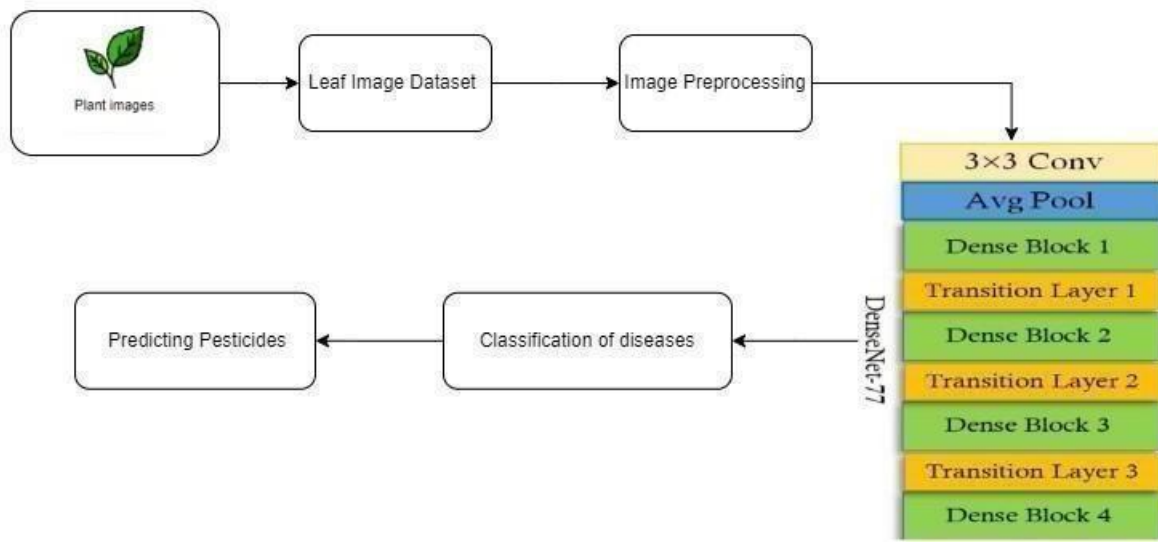 Plant images
Leaf Image Dataset
Image Preprocessing
3×3 Conv
Avg Pool
Dense Block 1
Transition Layer 1
Dense Block 2
Transition Layer 2
Dense Block 3
Transition Layer 3
Dense Block 4
DenseNet-77
Classification of diseases
Predicting Pesticides